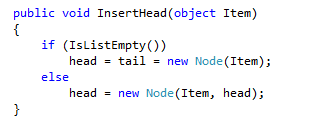 public void InsertHead(object Item)
{
    if (IsListEmpty())
        head = tail = new Node(Item);
    else
        head = new Node(Item, head);
}